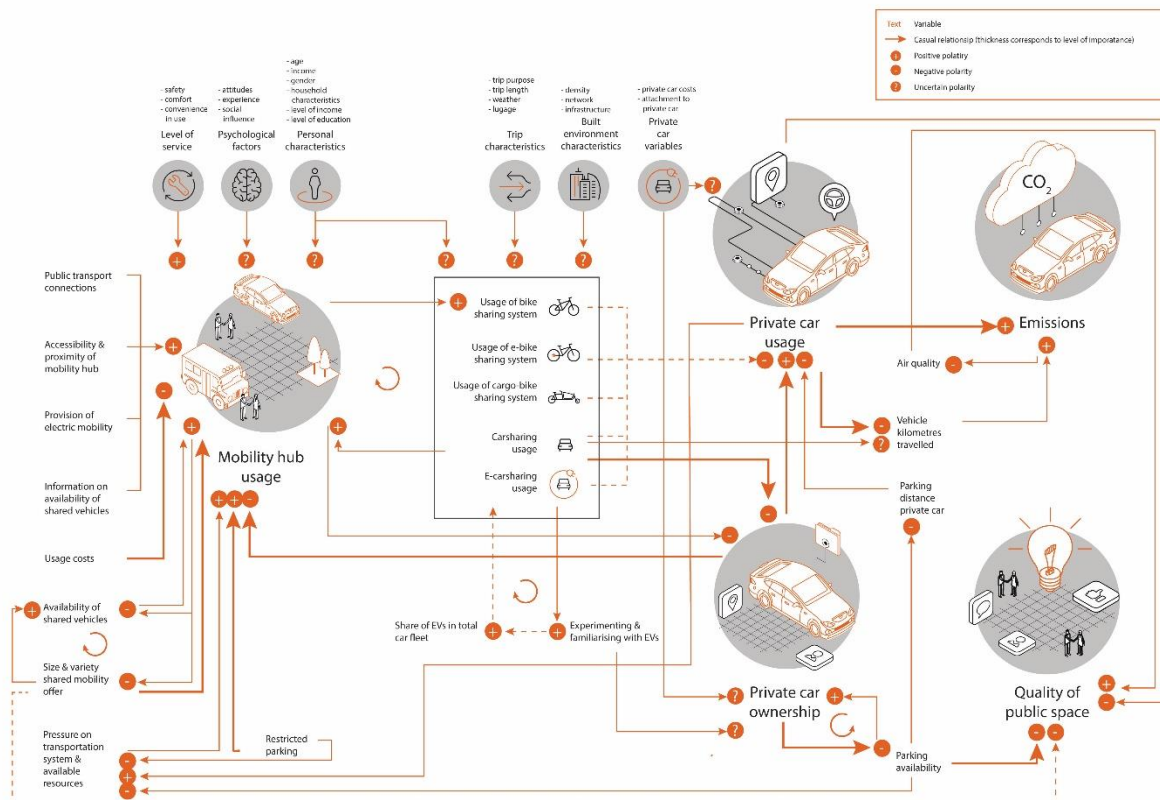 Text Variable
Casual relationsip (thickness corresponds to level of imporatance)
+ Positive polatiry
- Negative polarity
? Uncertain polarity
- safety
- comfort
- convenience
in use
Level of
service
- attitudes
- experience
- social
influence
Psychological
factors
- age
- income
- gender
- household
characteristics
- level of income
- level of education
Personal
characteristics
- trip purpose
- trip length
- weather
- lugage
Trip
characteristics
- density
- network
- infrastructure
Built
environment
characteristics
- private car costs
- attachment to
private car
Private
car
variables
Public transport
connections
Accessibility &
proximity of
mobility hub
Provision of
electric mobility
Information on
availability of
shared vehicles
Usage costs
Availability of
shared vehicles
Size & variety
shared mobility
offer
Pressure on
transportation
system &
available
resources
Restricted
parking
Mobility hub
usage
Usage of bike
sharing system
Usage of e-bike
sharing system
Usage of cargo-bike
sharing system
Carsharing
usage
E-carsharing
usage
Share of EVs in total
car fleet
Experimenting &
familiarising with EVs
Private car
usage
CO2
Emissions
Air quality
Vehicle
kilometres
travelled
Parking
distance
private car
Private car
ownership
Parking
availability
Quality of
public space